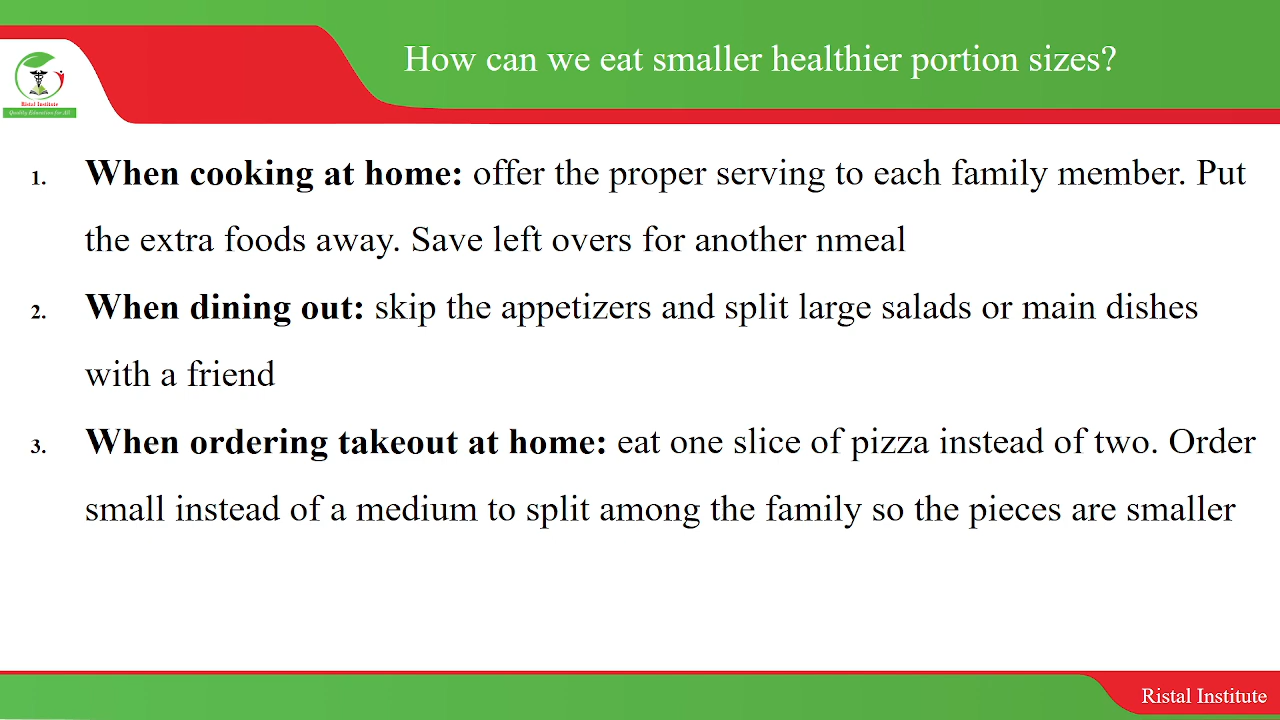 How can we eat smaller healthier portion sizes?
Ristal Institute
Quality Education for All
1. When cooking at home: offer the proper serving to each family member. Put
the extra foods away. Save left overs for another nmeal
2. When dining out: skip the appetizers and split large salads or main dishes
with a friend
3. When ordering takeout at home: eat one slice of pizza instead of two. Order
small instead of a medium to split among the family so the pieces are smaller
Ristal Institute